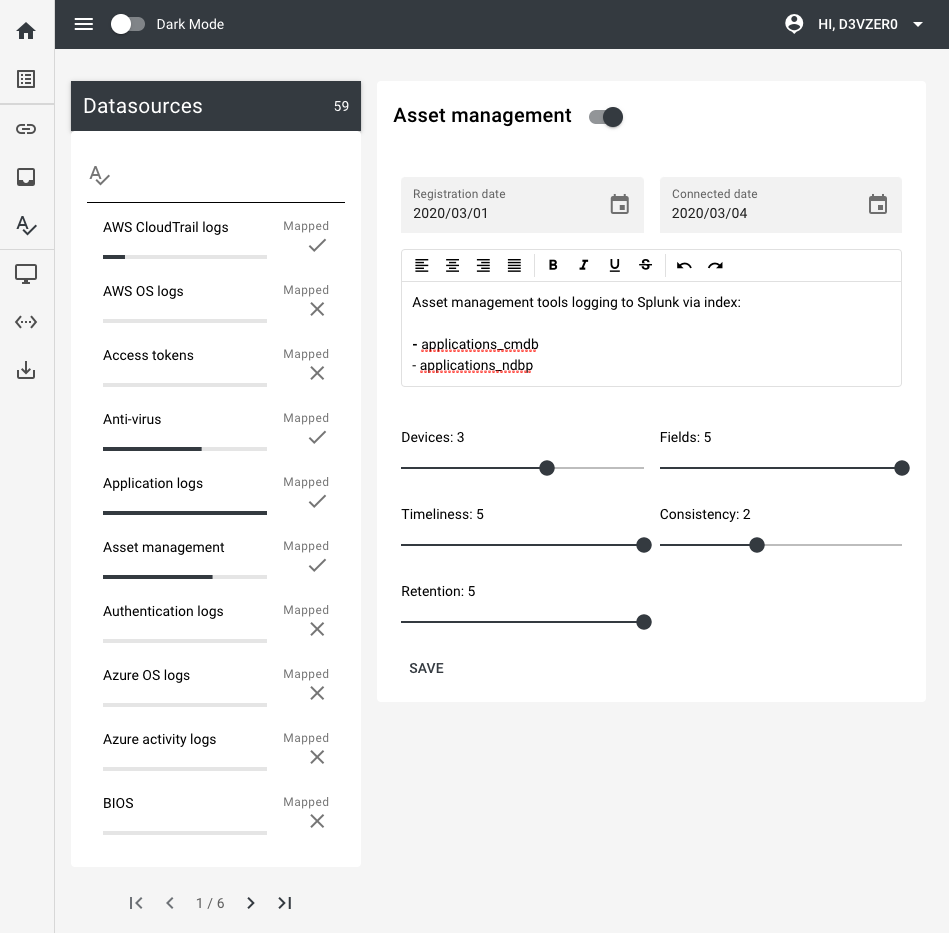 Dark Mode
HI, D3VZER0
Datasources 59
AWS CloudTrail logs Mapped
AWS OS logs Mapped
Access tokens Mapped
Anti-virus Mapped
Application logs Mapped
Asset management Mapped
Authentication logs Mapped
Azure OS logs Mapped
Azure activity logs Mapped
BIOS Mapped
1 / 6
Asset management
Registration date
2020/03/01
Connected date
2020/03/04
B I U S
Asset management tools logging to Splunk via index:
- applications_cmdb
- applications_ndbp
Devices: 3
Fields: 5
Timeliness: 5
Consistency: 2
Retention: 5
SAVE